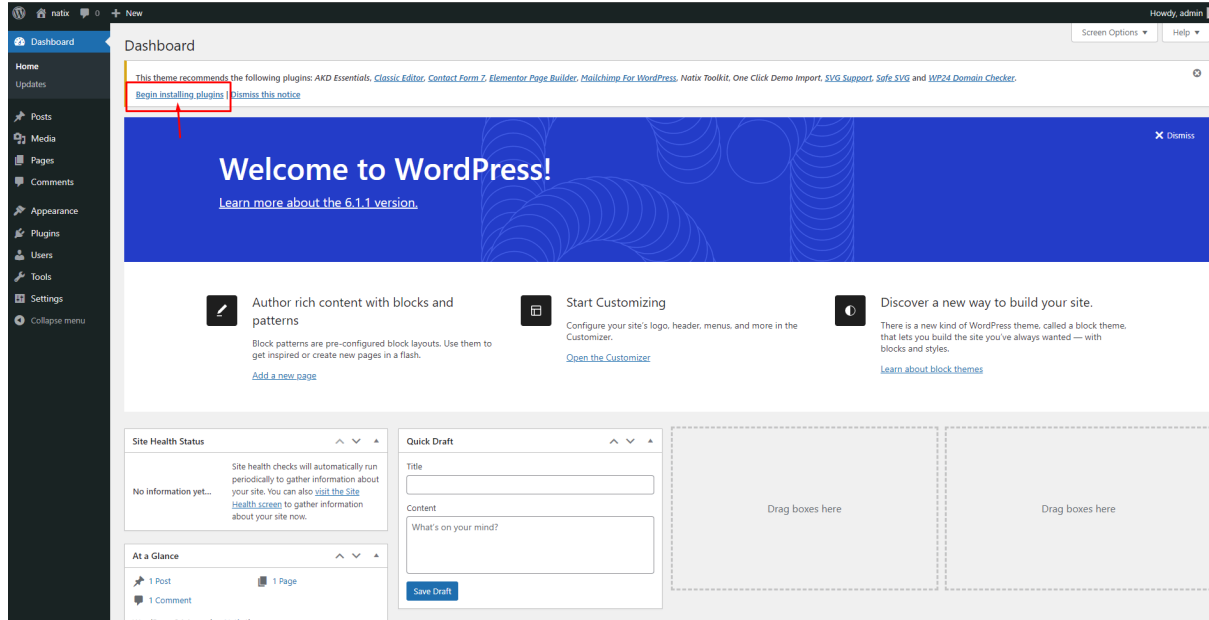 natix 0 + New Howdy, admin
Screen Options ▼ Help ▼
Dashboard
Home
Updates
Posts
Media
Pages
Comments
Appearance
Plugins
Users
Tools
Settings
Collapse menu
Dashboard
This theme recommends the following plugins: AKD Essentials, Classic Editor, Contact Form 7, Elementor Page Builder, Mailchimp For WordPress, Natix Toolkit, One Click Demo Import, SVG Support, Safe SVG and WP24 Domain Checker.
Begin installing plugins | Dismiss this notice
Dismiss
Welcome to WordPress!
Learn more about the 6.1.1 version.
Author rich content with blocks and
patterns
Block patterns are pre-configured block layouts. Use them to
get inspired or create new pages in a flash.
Add a new page
Start Customizing
Configure your site's logo, header, menus, and more in the
Customizer.
Open the Customizer
Discover a new way to build your site.
There is a new kind of WordPress theme, called a block theme,
that lets you build the site you've always wanted — with
blocks and styles.
Learn about block themes
Site Health Status
No information yet...
Site health checks will automatically run
periodically to gather information about
your site. You can also visit the Site
Health screen to gather information
about your site now.
At a Glance
1 Post 1 Page
1 Comment
Quick Draft
Title
Content
What's on your mind?
Save Draft
Drag boxes here
Drag boxes here